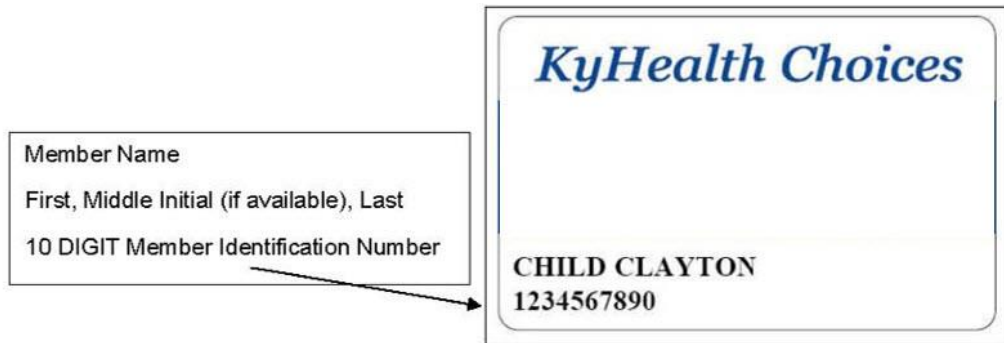 KyHealth Choices
Member Name
First, Middle Initial (if available), Last
10 DIGIT Member Identification Number
CHILD CLAYTON
1234567890